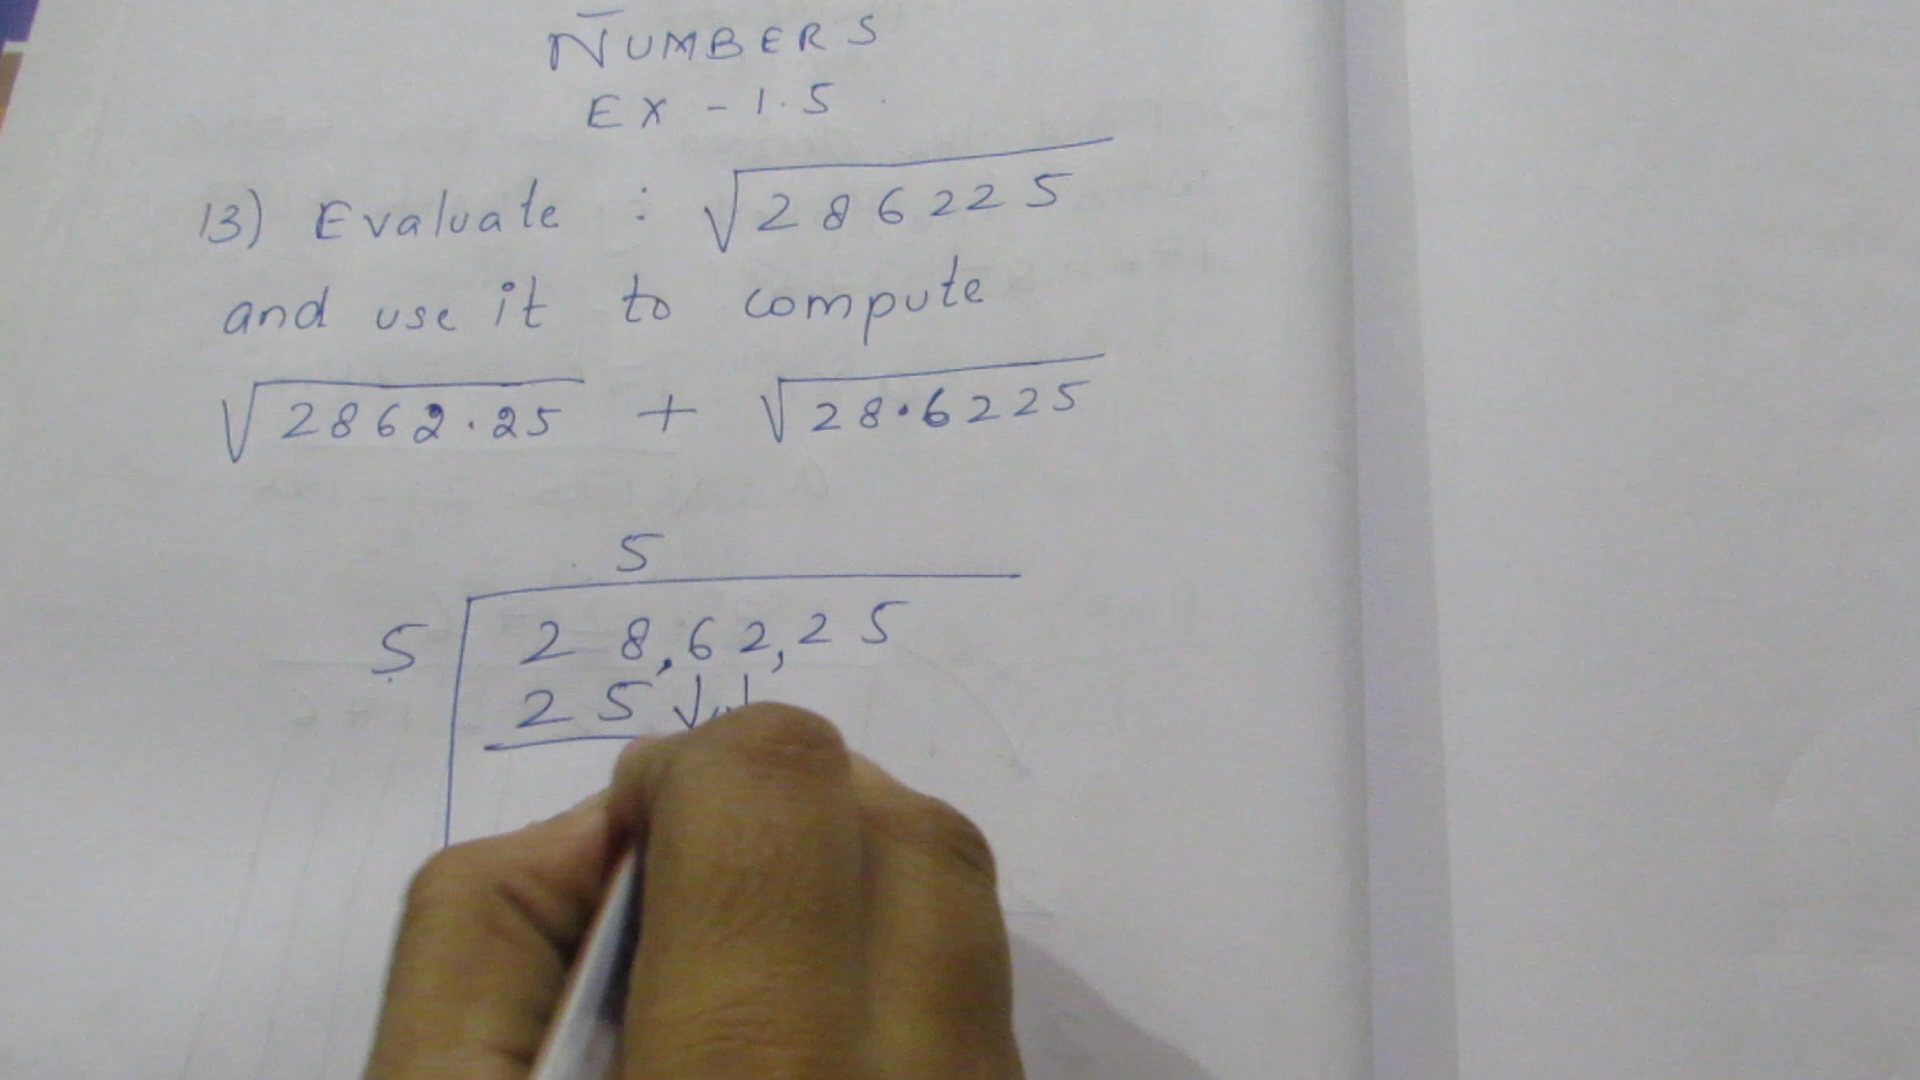 NUMBERS
EX - 1.5
13) Evaluate : √286225
and use it to compute
√2862.25 + √28.6225
5
5 28,62,25
25↓↓